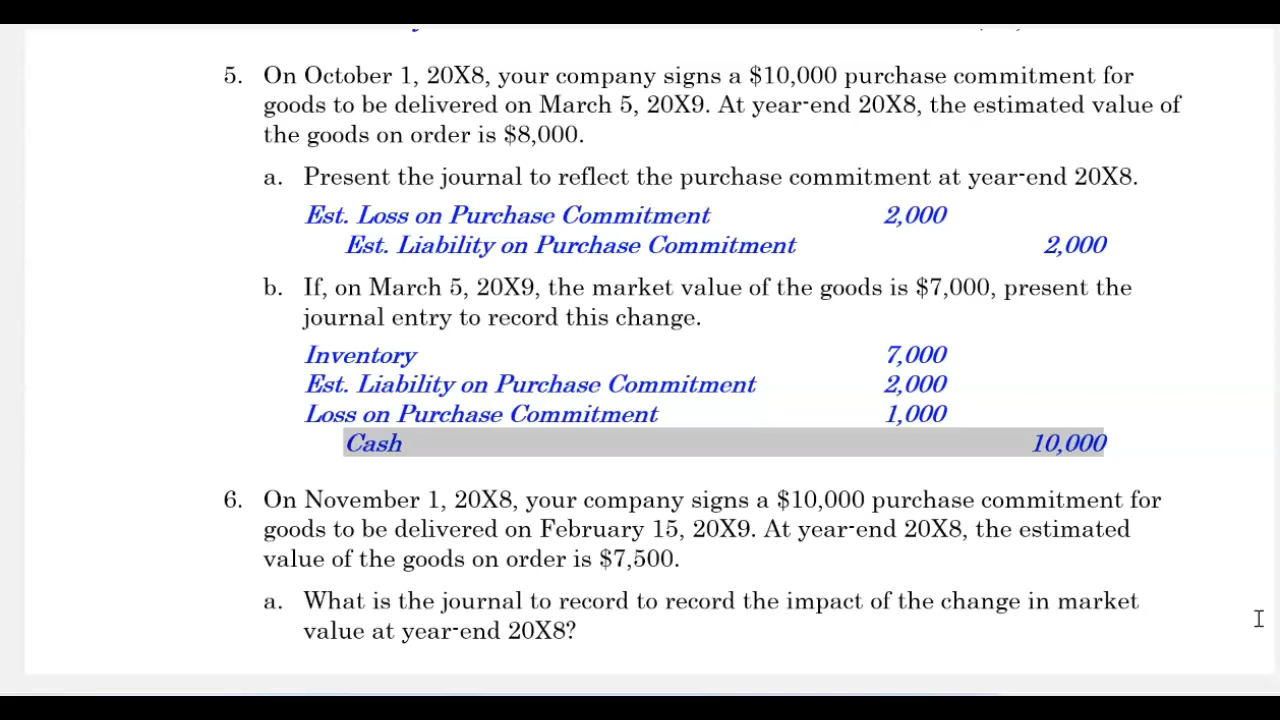 5. On October 1, 20X8, your company signs a $10,000 purchase commitment for
goods to be delivered on March 5, 20X9. At year-end 20X8, the estimated value of
the goods on order is $8,000.
a. Present the journal to reflect the purchase commitment at year-end 20X8.
Est. Loss on Purchase Commitment 2,000
Est. Liability on Purchase Commitment 2,000
b. If, on March 5, 20X9, the market value of the goods is $7,000, present the
journal entry to record this change.
Inventory 7,000
Est. Liability on Purchase Commitment 2,000
Loss on Purchase Commitment 1,000
Cash 10,000
6. On November 1, 20X8, your company signs a $10,000 purchase commitment for
goods to be delivered on February 15, 20X9. At year-end 20X8, the estimated
value of the goods on order is $7,500.
a. What is the journal to record to record the impact of the change in market
value at year-end 20X8?